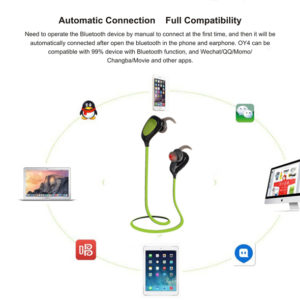 Automatic Connection Full Compatibility
Need to operate the Bluetooth device by manual to connect at the first time, and then it will be
automatically connected after open the bluetooth in the phone and earphone. OY4 can be
compatible with 99% device with Bluetooth function, and Wechat/QQ/Momo/
Changba/Movie and other apps.
唱